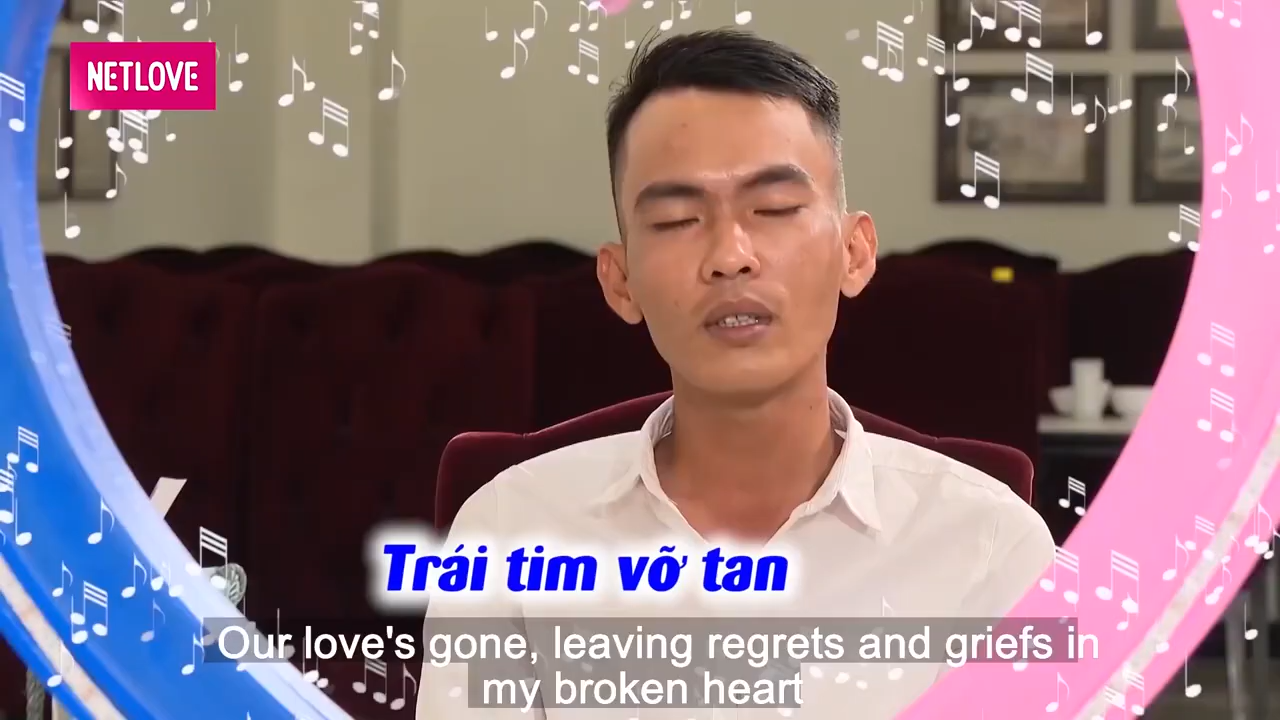 NETLOVE
Trái tim vỡ tan
Our love's gone, leaving regrets and griefs in
my broken heart